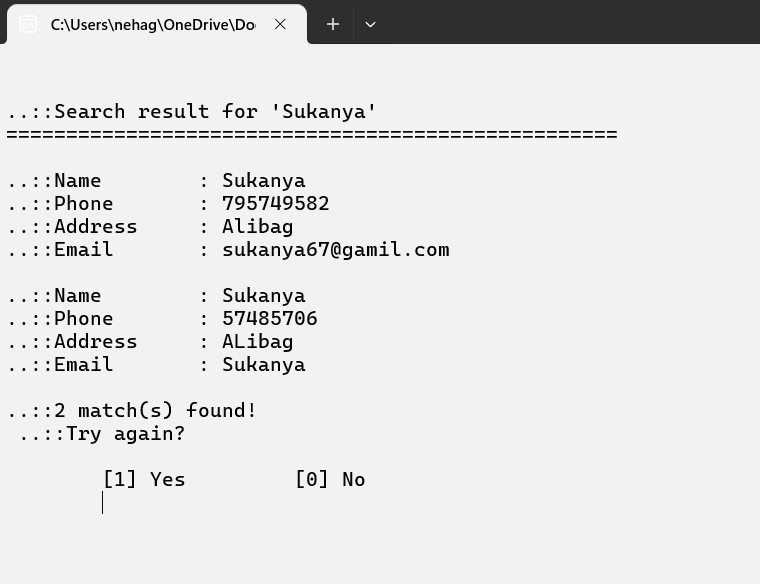 C:\Users\nehag\OneDrive\Do
..::Search result for 'Sukanya'
===================================================
..::Name : Sukanya
..::Phone : 795749582
..::Address : Alibag
..::Email : sukanya67@gamil.com
..::Name : Sukanya
..::Phone : 57485706
..::Address : ALibag
..::Email : Sukanya
..::2 match(s) found!
..::Try again?
[1] Yes [0] No